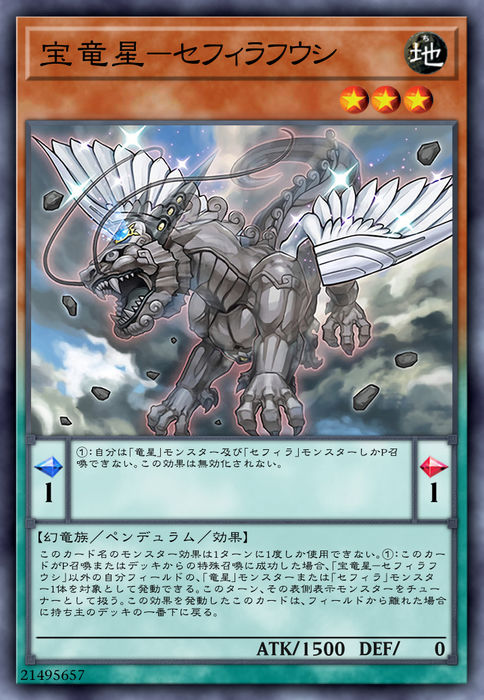 宝竜星－セフィラフウシ
ち
地
①:自分は「竜星」モンスター及び「セフィラ」モンスターしかP召
喚できない。この効果は無効化されない。
1
1
【幻竜族／ペンデュラム／効果】
このカード名のモンスター効果は1ターンに1度しか使用できない。①:このカー
ドがP召喚またはデッキからの特殊召喚に成功した場合、「宝竜星－セフィラフ
ウシ」以外の自分フィールドの、「竜星」モンスターまたは「セフィラ」モンスタ
ー1体を対象として発動できる。このターン、その表側表示モンスターをチュー
ナーとして扱う。この効果を発動したこのカードは、フィールドから離れた場合
に持ち主のデッキの一番下に戻る。
ATK/1500 DEF/ 0
21495657